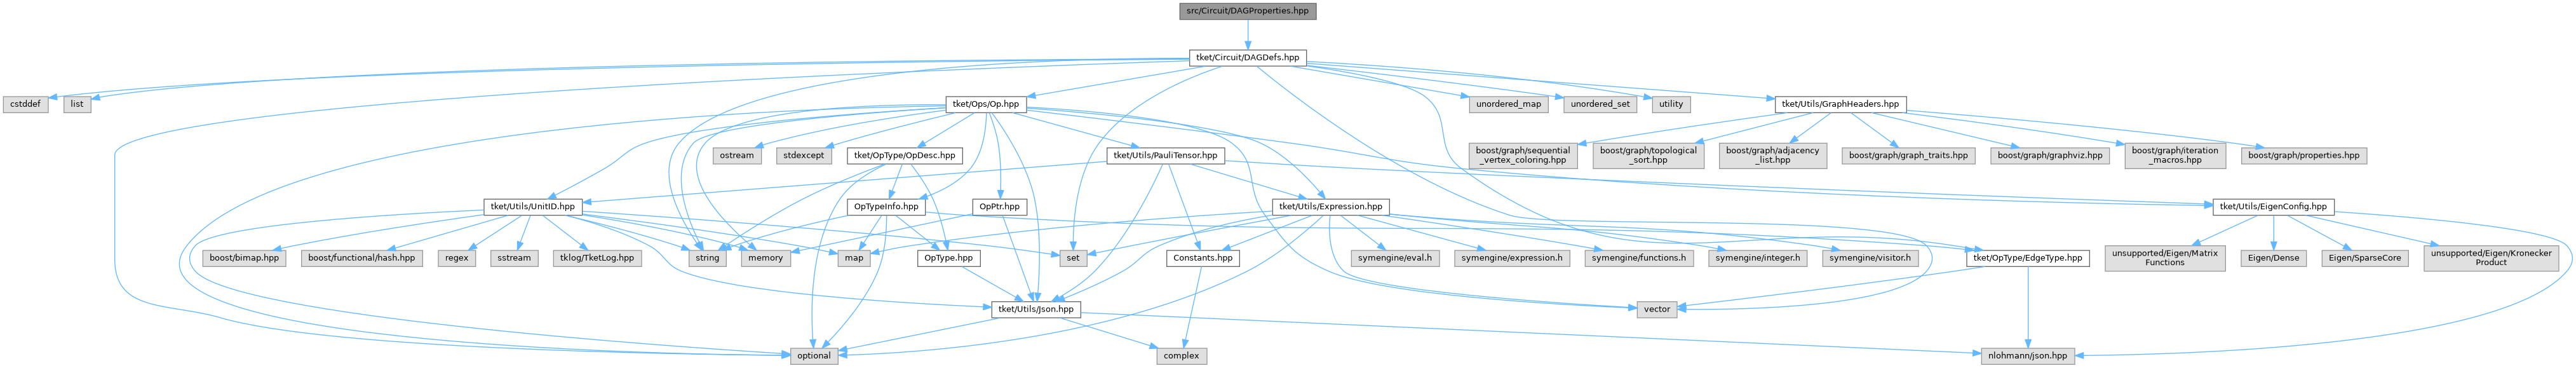 src/Circuit/DAGProperties.hpp
tket/Circuit/DAGDefs.hpp
cstddef
list
tket/Ops/Op.hpp
unordered_map
unordered_set
utility
tket/Utils/GraphHeaders.hpp
ostream
stdexcept
tket/OpType/OpDesc.hpp
tket/Utils/PauliTensor.hpp
boost/graph/sequential
_vertex_coloring.hpp
boost/graph/topological
_sort.hpp
boost/graph/adjacency
_list.hpp
boost/graph/graph_traits.hpp
boost/graph/graphviz.hpp
boost/graph/iteration
_macros.hpp
boost/graph/properties.hpp
tket/Utils/UnitID.hpp
OpTypeInfo.hpp
OpPtr.hpp
tket/Utils/Expression.hpp
tket/Utils/EigenConfig.hpp
boost/bimap.hpp
boost/functional/hash.hpp
regex
sstream
tklog/TketLog.hpp
string
memory
map
OpType.hpp
set
Constants.hpp
symengine/eval.h
symengine/expression.h
symengine/functions.h
symengine/integer.h
symengine/visitor.h
tket/OpType/EdgeType.hpp
unsupported/Eigen/Matrix
Functions
Eigen/Dense
Eigen/SparseCore
unsupported/Eigen/Kronecker
Product
tket/Utils/Json.hpp
vector
optional
complex
nlohmann/json.hpp